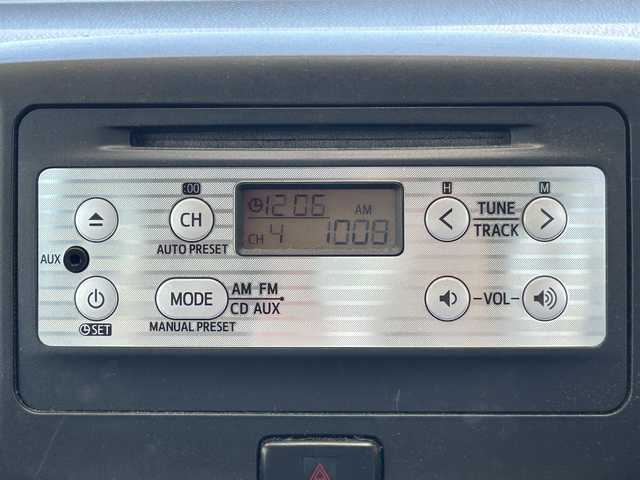 :00
H
M
12:06
AM
CH 4 1008
CH
AUTO PRESET
TUNE
TRACK
AUX
MODE
AM FM
CD AUX
MANUAL PRESET
SET
-VOL-